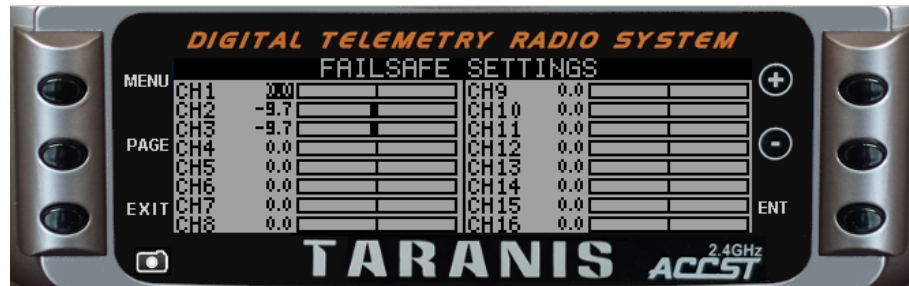 DIGITAL TELEMETRY RADIO SYSTEM
FAILSAFE SETTINGS
MENU
PAGE
EXIT
CH1 0.0
CH2 -9.7
CH3 -9.7
CH4 0.0
CH5 0.0
CH6 0.0
CH7 0.0
CH8 0.0
CH9 0.0
CH10 0.0
CH11 0.0
CH12 0.0
CH13 0.0
CH14 0.0
CH15 0.0
CH16 0.0
+
-
ENT
TARANIS
2.4GHz
ACCST